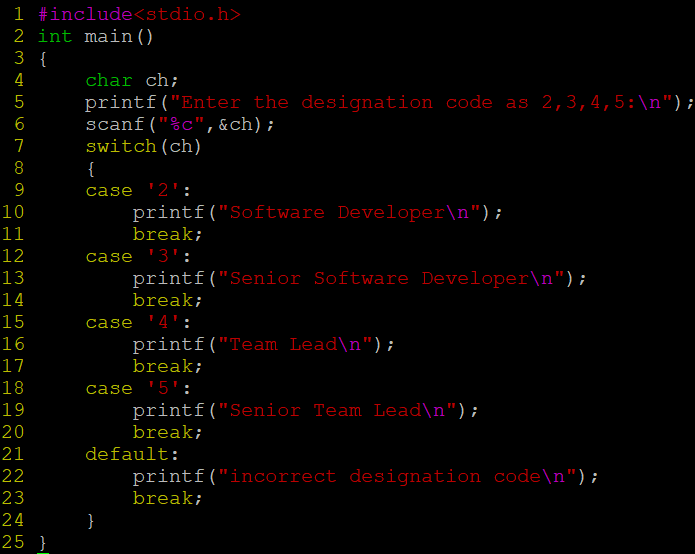 1 #include<stdio.h>
2 int main()
3 {
4     char ch;
5     printf("Enter the designation code as 2,3,4,5:\n");
6     scanf("%c",&ch);
7     switch(ch)
8     {
9     case '2':
10         printf("Software Developer\n");
11         break;
12     case '3':
13         printf("Senior Software Developer\n");
14         break;
15     case '4':
16         printf("Team Lead\n");
17         break;
18     case '5':
19         printf("Senior Team Lead\n");
20         break;
21     default:
22         printf("incorrect designation code\n");
23         break;
24     }
25 }